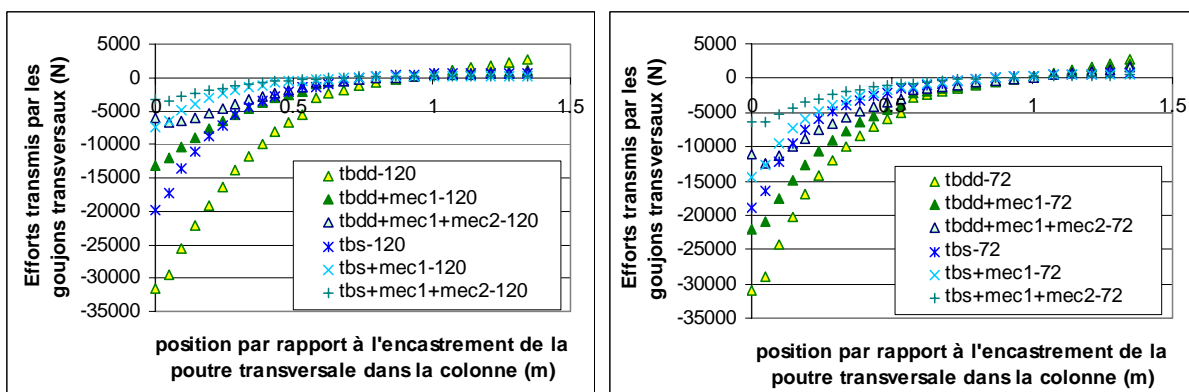 Efforts transmis par les
goujons transversaux (N)
5000
0
-5000
-10000
-15000
-20000
-25000
-30000
-35000
0
0.5
1
1.5
tbdd-120
tbdd+mec1-120
tbdd+mec1+mec2-120
tbs-120
tbs+mec1-120
tbs+mec1+mec2-120
position par rapport à l'encastrement de la
poutre transversale dans la colonne (m)
Efforts transmis par les
goujons transversaux (N)
5000
0
-5000
-10000
-15000
-20000
-25000
-30000
-35000
0
0.5
1
1.5
tbdd-72
tbdd+mec1-72
tbdd+mec1+mec2-72
tbs-72
tbs+mec1-72
tbs+mec1+mec2-72
position par rapport à l'encastrement de la
poutre transversale dans la colonne (m)